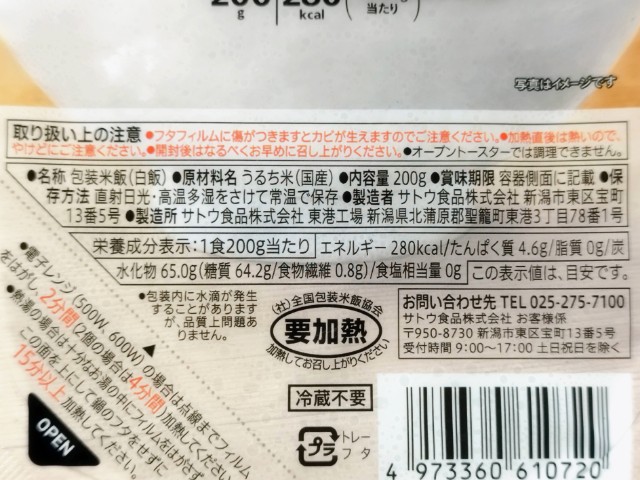 200g 280kcal 当たり
写真はイメージです
取り扱い上の注意 ●フタフィルムに傷がつきますとカビが生えますのでご注意ください。●加熱直後は熱いので、
やけどにご注意ください。●開封後はなるべくお早めに召し上がりください。●オーブントースターでは調理できません。
●名称 包装米飯(白飯) ●原材料名 うるち米(国産) ●内容量 200g ●賞味期限 容器側面に記載 ●保
存方法 直射日光・高温多湿をさけて常温で保存 ●製造者 サトウ食品株式会社 新潟市東区宝町
13番5号 ●製造所 サトウ食品株式会社 東港工場 新潟県北蒲原郡聖籠町東港3丁目78番1号
栄養成分表示:1食200g当たり エネルギー 280kcal/たんぱく質 4.6g/脂質 0g/炭
水化物 65.0g(糖質 64.2g/食物繊維 0.8g)/食塩相当量 0g この表示値は、目安です。
●電子レンジ(500W、600W)の場合は点線までフィルム
をはがし、2分間(2個の場合は4分間)加熱してください。
●熱湯の場合は十分なお湯の中にフィルムをはがさず
この面を上にして鍋のフタをせずに
15分以上加熱してください。
OPEN
●包装内に水滴が発生
することがあります
が、品質上問題あり
ません。
(社)全国包装米飯協会
要加熱
加熱してお召し上がりください
お問い合わせ先 TEL 025-275-7100
サトウ食品株式会社 お客様係
〒950-8730 新潟市東区宝町13番5号
受付時間 9:00〜17:00 土日祝日を除く
冷蔵不要
プラ
トレー
フタ
4 973360 610720